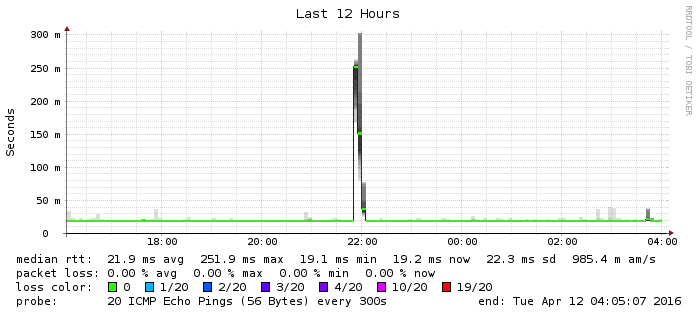 Last 12 Hours
RRDTOOL / TOBI OETIKER
Seconds
300 m
250 m
200 m
150 m
100 m
50 m
0
18:00 20:00 22:00 00:00 02:00 04:00
median rtt: 21.9 ms avg 251.9 ms max 19.1 ms min 19.2 ms now 22.3 ms sd 985.4 m am/s
packet loss: 0.00 % avg 0.00 % max 0.00 % min 0.00 % now
loss color: 0 1/20 2/20 3/20 4/20 10/20 19/20
probe: 20 ICMP Echo Pings (56 Bytes) every 300s end: Tue Apr 12 04:05:07 2016